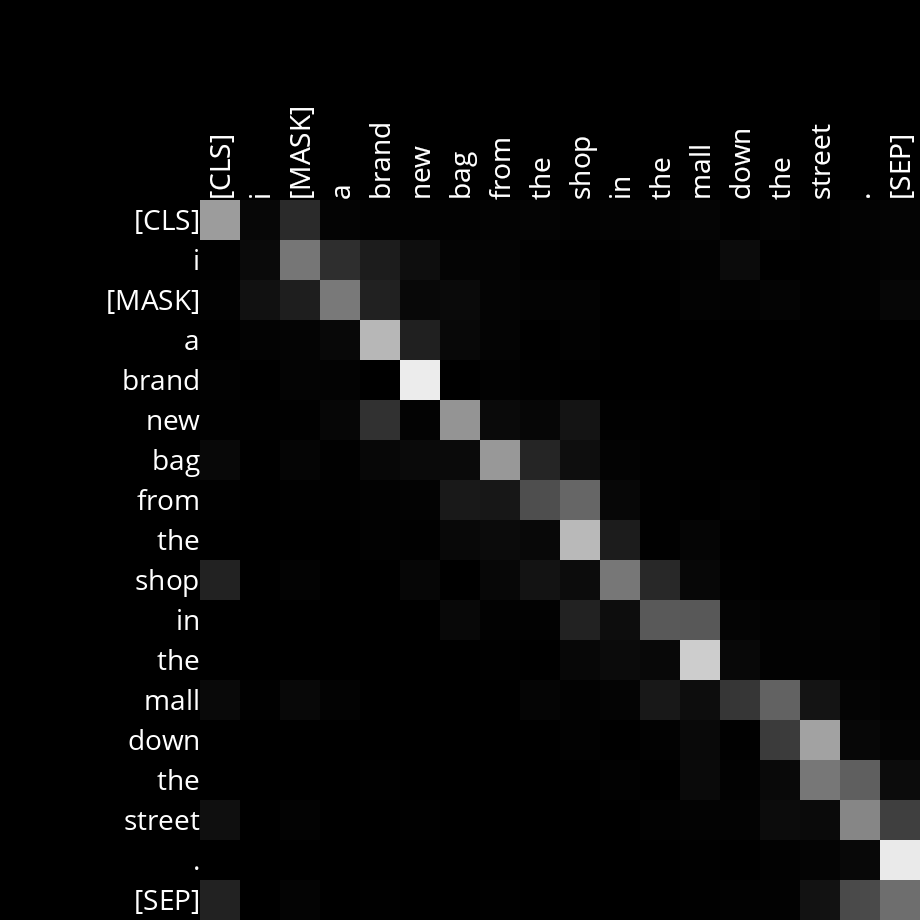 [CLS] i [MASK] a brand new bag from the shop in the mall down the street . [SEP]
[CLS]
i
[MASK]
a
brand
new
bag
from
the
shop
in
the
mall
down
the
street
.
[SEP]